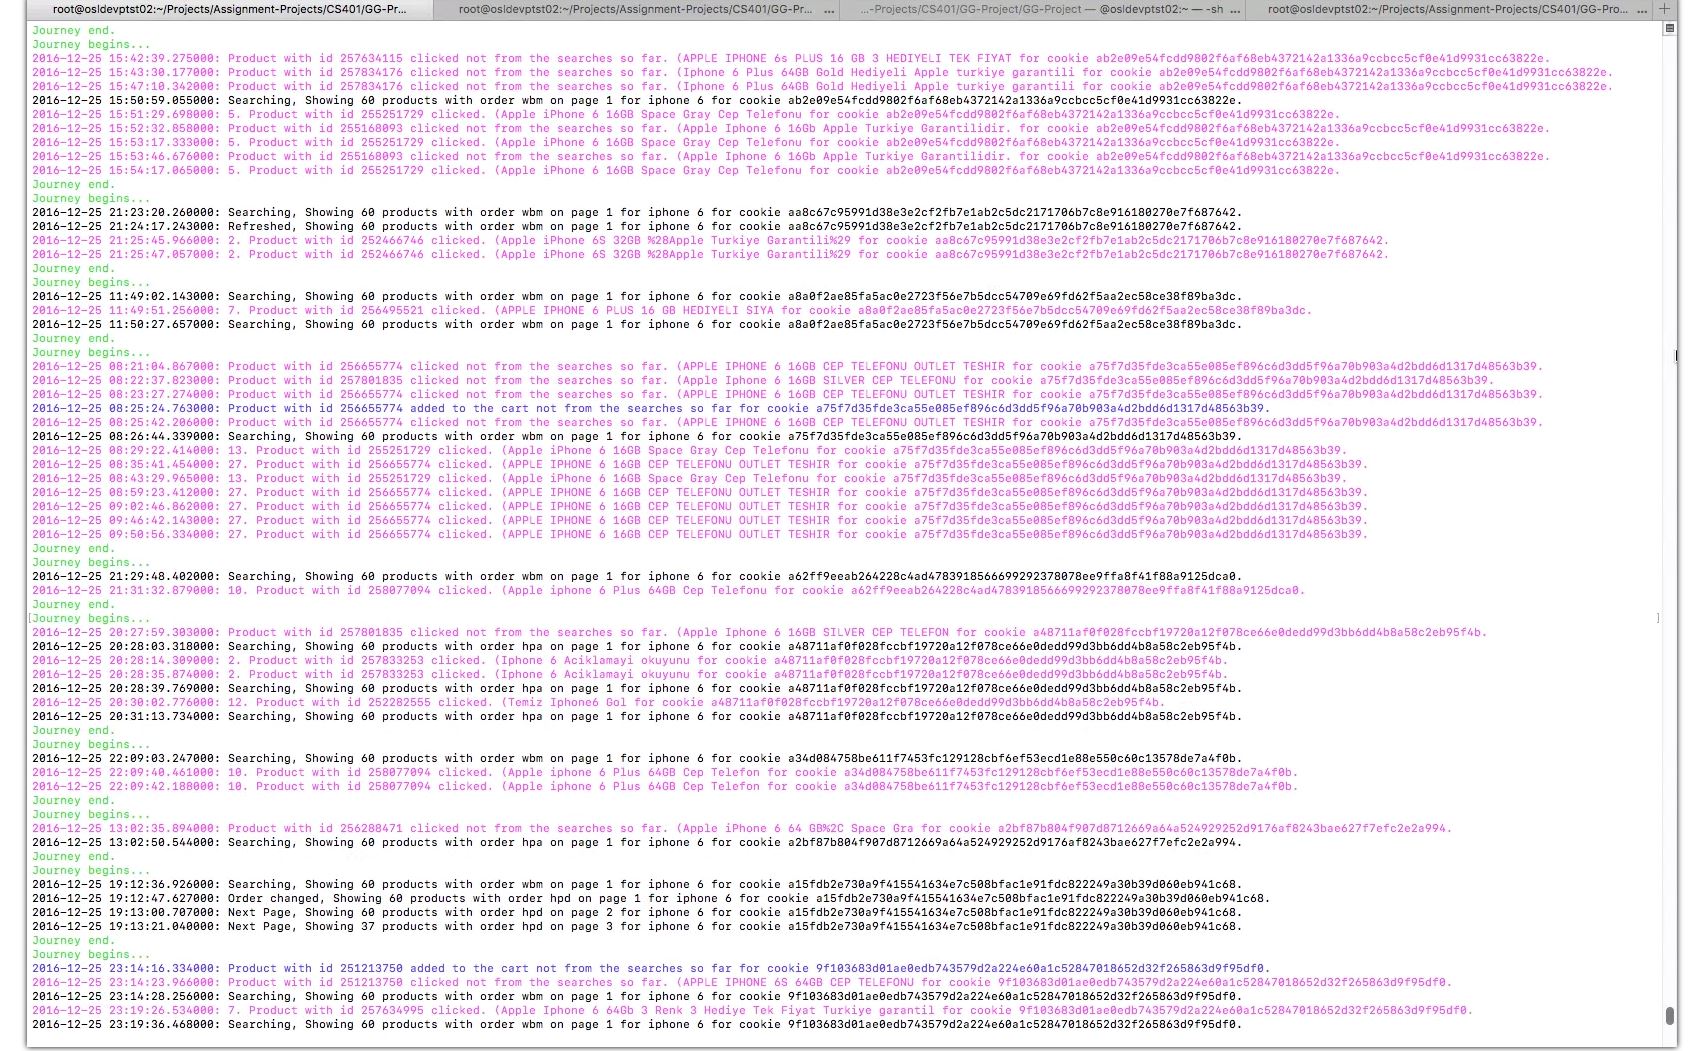 root@osldevptst02:~/Projects/Assignment-Projects/CS401/GG-Pr...
root@osldevptst02:~/Projects/Assignment-Projects/CS401/GG-Pr... ...
...-Projects/CS401/GG-Project/GG-Project — @osldevptst02:~ — -sh ...
root@osldevptst02:~/Projects/Assignment-Projects/CS401/GG-Pro... ... +
Journey end.
Journey begins...
2016-12-25 15:42:39.275000: Product with id 257634115 clicked not from the searches so far. (APPLE IPHONE 6s PLUS 16 GB 3 HEDIYELI TEK FIYAT for cookie ab2e09e54fcdd9802f6af68eb4372142a1336a9ccbcc5cf0e41d9931cc63822e.
2016-12-25 15:43:30.177000: Product with id 257834176 clicked not from the searches so far. (Iphone 6 Plus 64GB Gold Hediyeli Apple turkiye garantili for cookie ab2e09e54fcdd9802f6af68eb4372142a1336a9ccbcc5cf0e41d9931cc63822e.
2016-12-25 15:47:10.342000: Product with id 257834176 clicked not from the searches so far. (Iphone 6 Plus 64GB Gold Hediyeli Apple turkiye garantili for cookie ab2e09e54fcdd9802f6af68eb4372142a1336a9ccbcc5cf0e41d9931cc63822e.
2016-12-25 15:50:59.055000: Searching, Showing 60 products with order wbm on page 1 for iphone 6 for cookie ab2e09e54fcdd9802f6af68eb4372142a1336a9ccbcc5cf0e41d9931cc63822e.
2016-12-25 15:51:29.698000: 5. Product with id 255251729 clicked. (Apple iPhone 6 16GB Space Gray Cep Telefonu for cookie ab2e09e54fcdd9802f6af68eb4372142a1336a9ccbcc5cf0e41d9931cc63822e.
2016-12-25 15:52:32.858000: Product with id 255168093 clicked not from the searches so far. (Apple Iphone 6 16Gb Apple Turkiye Garantilidir. for cookie ab2e09e54fcdd9802f6af68eb4372142a1336a9ccbcc5cf0e41d9931cc63822e.
2016-12-25 15:53:17.333000: 5. Product with id 255251729 clicked. (Apple iPhone 6 16GB Space Gray Cep Telefonu for cookie ab2e09e54fcdd9802f6af68eb4372142a1336a9ccbcc5cf0e41d9931cc63822e.
2016-12-25 15:53:46.676000: Product with id 255168093 clicked not from the searches so far. (Apple Iphone 6 16Gb Apple Turkiye Garantilidir. for cookie ab2e09e54fcdd9802f6af68eb4372142a1336a9ccbcc5cf0e41d9931cc63822e.
2016-12-25 15:54:17.065000: 5. Product with id 255251729 clicked. (Apple iPhone 6 16GB Space Gray Cep Telefonu for cookie ab2e09e54fcdd9802f6af68eb4372142a1336a9ccbcc5cf0e41d9931cc63822e.
Journey end.
Journey begins...
2016-12-25 21:23:20.260000: Searching, Showing 60 products with order wbm on page 1 for iphone 6 for cookie aa8c67c95991d38e3e2cf2fb7e1ab2c5dc2171706b7c8e916180270e7f687642.
2016-12-25 21:24:17.243000: Refreshed, Showing 60 products with order wbm on page 1 for iphone 6 for cookie aa8c67c95991d38e3e2cf2fb7e1ab2c5dc2171706b7c8e916180270e7f687642.
2016-12-25 21:25:45.966000: 2. Product with id 252466746 clicked. (Apple iPhone 6S 32GB %28Apple Turkiye Garantili%29 for cookie aa8c67c95991d38e3e2cf2fb7e1ab2c5dc2171706b7c8e916180270e7f687642.
2016-12-25 21:25:47.057000: 2. Product with id 252466746 clicked. (Apple iPhone 6S 32GB %28Apple Turkiye Garantili%29 for cookie aa8c67c95991d38e3e2cf2fb7e1ab2c5dc2171706b7c8e916180270e7f687642.
Journey end.
Journey begins...
2016-12-25 11:49:02.143000: Searching, Showing 60 products with order wbm on page 1 for iphone 6 for cookie a8a0f2ae85fa5ac0e2723f56e7b5dcc54709e69fd62f5aa2ec58ce38f89ba3dc.
2016-12-25 11:49:51.256000: 7. Product with id 256495521 clicked. (APPLE IPHONE 6 PLUS 16 GB HEDIYELI SIYA for cookie a8a0f2ae85fa5ac0e2723f56e7b5dcc54709e69fd62f5aa2ec58ce38f89ba3dc.
2016-12-25 11:50:27.657000: Searching, Showing 60 products with order wbm on page 1 for iphone 6 for cookie a8a0f2ae85fa5ac0e2723f56e7b5dcc54709e69fd62f5aa2ec58ce38f89ba3dc.
Journey end.
Journey begins...
2016-12-25 08:21:04.867000: Product with id 256655774 clicked not from the searches so far. (APPLE IPHONE 6 16GB CEP TELEFONU OUTLET TESHIR for cookie a75f7d35fde3ca55e085ef896c6d3dd5f96a70b903a4d2bdd6d1317d48563b39.
2016-12-25 08:22:37.823000: Product with id 257801835 clicked not from the searches so far. (Apple Iphone 6 16GB SILVER CEP TELEFONU for cookie a75f7d35fde3ca55e085ef896c6d3dd5f96a70b903a4d2bdd6d1317d48563b39.
2016-12-25 08:23:27.274000: Product with id 256655774 clicked not from the searches so far. (APPLE IPHONE 6 16GB CEP TELEFONU OUTLET TESHIR for cookie a75f7d35fde3ca55e085ef896c6d3dd5f96a70b903a4d2bdd6d1317d48563b39.
2016-12-25 08:25:24.763000: Product with id 256655774 added to the cart not from the searches so far for cookie a75f7d35fde3ca55e085ef896c6d3dd5f96a70b903a4d2bdd6d1317d48563b39.
2016-12-25 08:25:42.206000: Product with id 256655774 clicked not from the searches so far. (APPLE IPHONE 6 16GB CEP TELEFONU OUTLET TESHIR for cookie a75f7d35fde3ca55e085ef896c6d3dd5f96a70b903a4d2bdd6d1317d48563b39.
2016-12-25 08:26:44.339000: Searching, Showing 60 products with order wbm on page 1 for iphone 6 for cookie a75f7d35fde3ca55e085ef896c6d3dd5f96a70b903a4d2bdd6d1317d48563b39.
2016-12-25 08:29:22.414000: 13. Product with id 255251729 clicked. (Apple iPhone 6 16GB Space Gray Cep Telefonu for cookie a75f7d35fde3ca55e085ef896c6d3dd5f96a70b903a4d2bdd6d1317d48563b39.
2016-12-25 08:35:41.454000: 27. Product with id 256655774 clicked. (APPLE IPHONE 6 16GB CEP TELEFONU OUTLET TESHIR for cookie a75f7d35fde3ca55e085ef896c6d3dd5f96a70b903a4d2bdd6d1317d48563b39.
2016-12-25 08:43:29.965000: 13. Product with id 255251729 clicked. (Apple iPhone 6 16GB Space Gray Cep Telefonu for cookie a75f7d35fde3ca55e085ef896c6d3dd5f96a70b903a4d2bdd6d1317d48563b39.
2016-12-25 08:59:23.412000: 27. Product with id 256655774 clicked. (APPLE IPHONE 6 16GB CEP TELEFONU OUTLET TESHIR for cookie a75f7d35fde3ca55e085ef896c6d3dd5f96a70b903a4d2bdd6d1317d48563b39.
2016-12-25 09:02:46.862000: 27. Product with id 256655774 clicked. (APPLE IPHONE 6 16GB CEP TELEFONU OUTLET TESHIR for cookie a75f7d35fde3ca55e085ef896c6d3dd5f96a70b903a4d2bdd6d1317d48563b39.
2016-12-25 09:46:42.143000: 27. Product with id 256655774 clicked. (APPLE IPHONE 6 16GB CEP TELEFONU OUTLET TESHIR for cookie a75f7d35fde3ca55e085ef896c6d3dd5f96a70b903a4d2bdd6d1317d48563b39.
2016-12-25 09:50:56.334000: 27. Product with id 256655774 clicked. (APPLE IPHONE 6 16GB CEP TELEFONU OUTLET TESHIR for cookie a75f7d35fde3ca55e085ef896c6d3dd5f96a70b903a4d2bdd6d1317d48563b39.
Journey end.
Journey begins...
2016-12-25 21:29:48.402000: Searching, Showing 60 products with order wbm on page 1 for iphone 6 for cookie a62ff9eeab264228c4ad4783918566699292378078ee9ffa8f41f88a9125dca0.
2016-12-25 21:31:32.879000: 10. Product with id 258077094 clicked. (Apple iphone 6 Plus 64GB Cep Telefonu for cookie a62ff9eeab264228c4ad4783918566699292378078ee9ffa8f41f88a9125dca0.
Journey end.
[Journey begins... ]
2016-12-25 20:27:59.303000: Product with id 257801835 clicked not from the searches so far. (Apple Iphone 6 16GB SILVER CEP TELEFON for cookie a48711af0f028fccbf19720a12f078ce66e0dedd99d3bb6dd4b8a58c2eb95f4b.
2016-12-25 20:28:03.318000: Searching, Showing 60 products with order hpa on page 1 for iphone 6 for cookie a48711af0f028fccbf19720a12f078ce66e0dedd99d3bb6dd4b8a58c2eb95f4b.
2016-12-25 20:28:14.309000: 2. Product with id 257833253 clicked. (Iphone 6 Aciklamayi okuyunu for cookie a48711af0f028fccbf19720a12f078ce66e0dedd99d3bb6dd4b8a58c2eb95f4b.
2016-12-25 20:28:35.874000: 2. Product with id 257833253 clicked. (Iphone 6 Aciklamayi okuyunu for cookie a48711af0f028fccbf19720a12f078ce66e0dedd99d3bb6dd4b8a58c2eb95f4b.
2016-12-25 20:28:39.769000: Searching, Showing 60 products with order hpa on page 1 for iphone 6 for cookie a48711af0f028fccbf19720a12f078ce66e0dedd99d3bb6dd4b8a58c2eb95f4b.
2016-12-25 20:30:02.776000: 12. Product with id 252282555 clicked. (Temiz Iphone6 Gol for cookie a48711af0f028fccbf19720a12f078ce66e0dedd99d3bb6dd4b8a58c2eb95f4b.
2016-12-25 20:31:13.734000: Searching, Showing 60 products with order hpa on page 1 for iphone 6 for cookie a48711af0f028fccbf19720a12f078ce66e0dedd99d3bb6dd4b8a58c2eb95f4b.
Journey end.
Journey begins...
2016-12-25 22:09:03.247000: Searching, Showing 60 products with order wbm on page 1 for iphone 6 for cookie a34d084758be611f7453fc129128cbf6ef53ecd1e88e550c60c13578de7a4f0b.
2016-12-25 22:09:40.461000: 10. Product with id 258077094 clicked. (Apple iphone 6 Plus 64GB Cep Telefon for cookie a34d084758be611f7453fc129128cbf6ef53ecd1e88e550c60c13578de7a4f0b.
2016-12-25 22:09:42.188000: 10. Product with id 258077094 clicked. (Apple iphone 6 Plus 64GB Cep Telefon for cookie a34d084758be611f7453fc129128cbf6ef53ecd1e88e550c60c13578de7a4f0b.
Journey end.
Journey begins...
2016-12-25 13:02:35.894000: Product with id 256288471 clicked not from the searches so far. (Apple iPhone 6 64 GB%2C Space Gra for cookie a2bf87b804f907d8712669a64a524929252d9176af8243bae627f7efc2e2a994.
2016-12-25 13:02:50.544000: Searching, Showing 60 products with order hpa on page 1 for iphone 6 for cookie a2bf87b804f907d8712669a64a524929252d9176af8243bae627f7efc2e2a994.
Journey end.
Journey begins...
2016-12-25 19:12:36.926000: Searching, Showing 60 products with order wbm on page 1 for iphone 6 for cookie a15fdb2e730a9f415541634e7c508bfac1e91fdc822249a30b39d060eb941c68.
2016-12-25 19:12:47.627000: Order changed, Showing 60 products with order hpd on page 1 for iphone 6 for cookie a15fdb2e730a9f415541634e7c508bfac1e91fdc822249a30b39d060eb941c68.
2016-12-25 19:13:00.707000: Next Page, Showing 60 products with order hpd on page 2 for iphone 6 for cookie a15fdb2e730a9f415541634e7c508bfac1e91fdc822249a30b39d060eb941c68.
2016-12-25 19:13:21.040000: Next Page, Showing 37 products with order hpd on page 3 for iphone 6 for cookie a15fdb2e730a9f415541634e7c508bfac1e91fdc822249a30b39d060eb941c68.
Journey end.
Journey begins...
2016-12-25 23:14:16.334000: Product with id 251213750 added to the cart not from the searches so far for cookie 9f103683d01ae0edb743579d2a224e60a1c52847018652d32f265863d9f95df0.
2016-12-25 23:14:23.966000: Product with id 251213750 clicked not from the searches so far. (APPLE IPHONE 6S 64GB CEP TELEFONU for cookie 9f103683d01ae0edb743579d2a224e60a1c52847018652d32f265863d9f95df0.
2016-12-25 23:14:28.256000: Searching, Showing 60 products with order wbm on page 1 for iphone 6 for cookie 9f103683d01ae0edb743579d2a224e60a1c52847018652d32f265863d9f95df0.
2016-12-25 23:19:26.534000: 7. Product with id 257634995 clicked. (Apple Iphone 6 64Gb 3 Renk 3 Hediye Tek Fiyat Turkiye garantil for cookie 9f103683d01ae0edb743579d2a224e60a1c52847018652d32f265863d9f95df0.
2016-12-25 23:19:36.468000: Searching, Showing 60 products with order wbm on page 1 for iphone 6 for cookie 9f103683d01ae0edb743579d2a224e60a1c52847018652d32f265863d9f95df0.